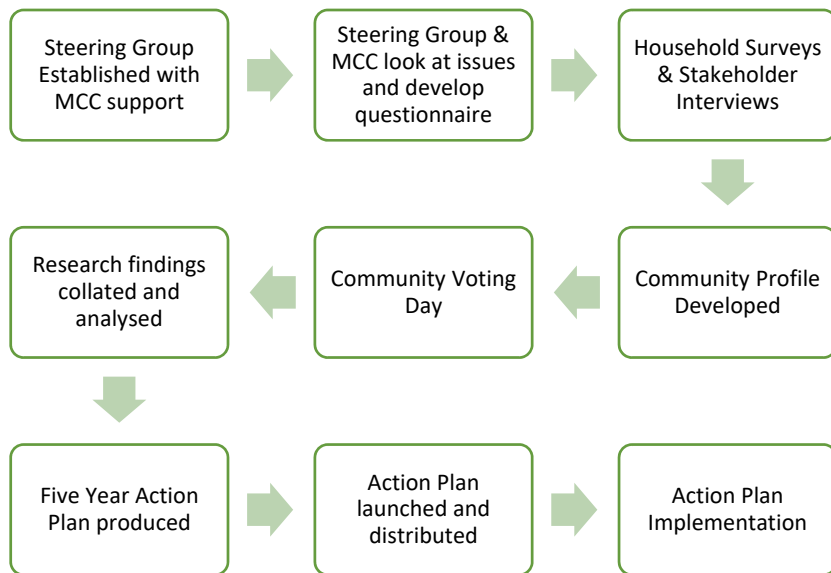 Steering Group
Established with
MCC support
Steering Group &
MCC look at issues
and develop
questionnaire
Household Surveys
& Stakeholder
Interviews
Community Profile
Developed
Community Voting
Day
Research findings
collated and
analysed
Five Year Action
Plan produced
Action Plan
launched and
distributed
Action Plan
Implementation